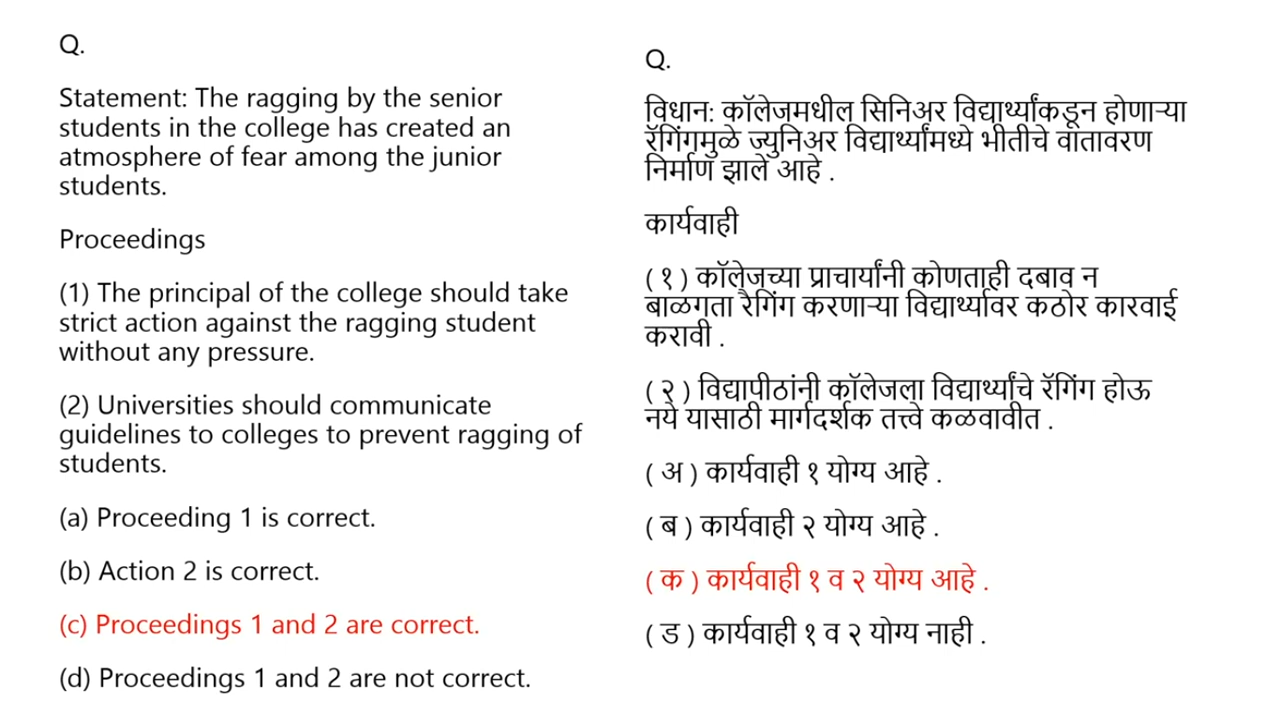 Q.
Statement: The ragging by the senior
students in the college has created an
atmosphere of fear among the junior
students.
Proceedings
(1) The principal of the college should take
strict action against the ragging student
without any pressure.
(2) Universities should communicate
guidelines to colleges to prevent ragging of
students.
(a) Proceeding 1 is correct.
(b) Action 2 is correct.
(c) Proceedings 1 and 2 are correct.
(d) Proceedings 1 and 2 are not correct.
Q.
विधान: कॉलेजमधील सिनिअर विद्यार्थ्यांकडून होणाऱ्या
रॅगिंगमुळे ज्युनिअर विद्यार्थ्यांमध्ये भीतीचे वातावरण
निर्माण झाले आहे .
कार्यवाही
( १ ) कॉलेजच्या प्राचार्यांनी कोणताही दबाव न
बाळगता रैगिंग करणाऱ्या विद्यार्थ्यावर कठोर कारवाई
करावी .
( २ ) विद्यापीठांनी कॉलेजला विद्यार्थ्यांचे रॅगिंग होऊ
नये यासाठी मार्गदर्शक तत्त्वे कळवावीत .
( अ ) कार्यवाही १ योग्य आहे .
( ब ) कार्यवाही २ योग्य आहे .
( क ) कार्यवाही १ व २ योग्य आहे .
( ड ) कार्यवाही १ व २ योग्य नाही .